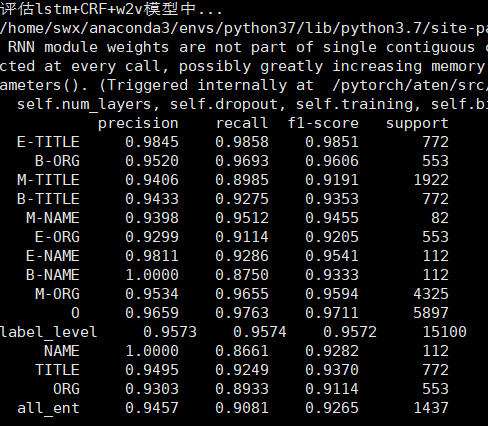 评估lstm+CRF+w2v模型中...
/home/swx/anaconda3/envs/python37/lib/python3.7/site-pa
RNN module weights are not part of single contiguous c
cted at every call, possibly greatly increasing memory
ameters(). (Triggered internally at /pytorch/aten/src/
self.num_layers, self.dropout, self.training, self.bi
precision recall f1-score support
E-TITLE 0.9845 0.9858 0.9851 772
B-ORG 0.9520 0.9693 0.9606 553
M-TITLE 0.9406 0.8985 0.9191 1922
B-TITLE 0.9433 0.9275 0.9353 772
M-NAME 0.9398 0.9512 0.9455 82
E-ORG 0.9299 0.9114 0.9205 553
E-NAME 0.9811 0.9286 0.9541 112
B-NAME 1.0000 0.8750 0.9333 112
M-ORG 0.9534 0.9655 0.9594 4325
O 0.9659 0.9763 0.9711 5897
label_level 0.9573 0.9574 0.9572 15100
NAME 1.0000 0.8661 0.9282 112
TITLE 0.9495 0.9249 0.9370 772
ORG 0.9303 0.8933 0.9114 553
all_ent 0.9457 0.9081 0.9265 1437